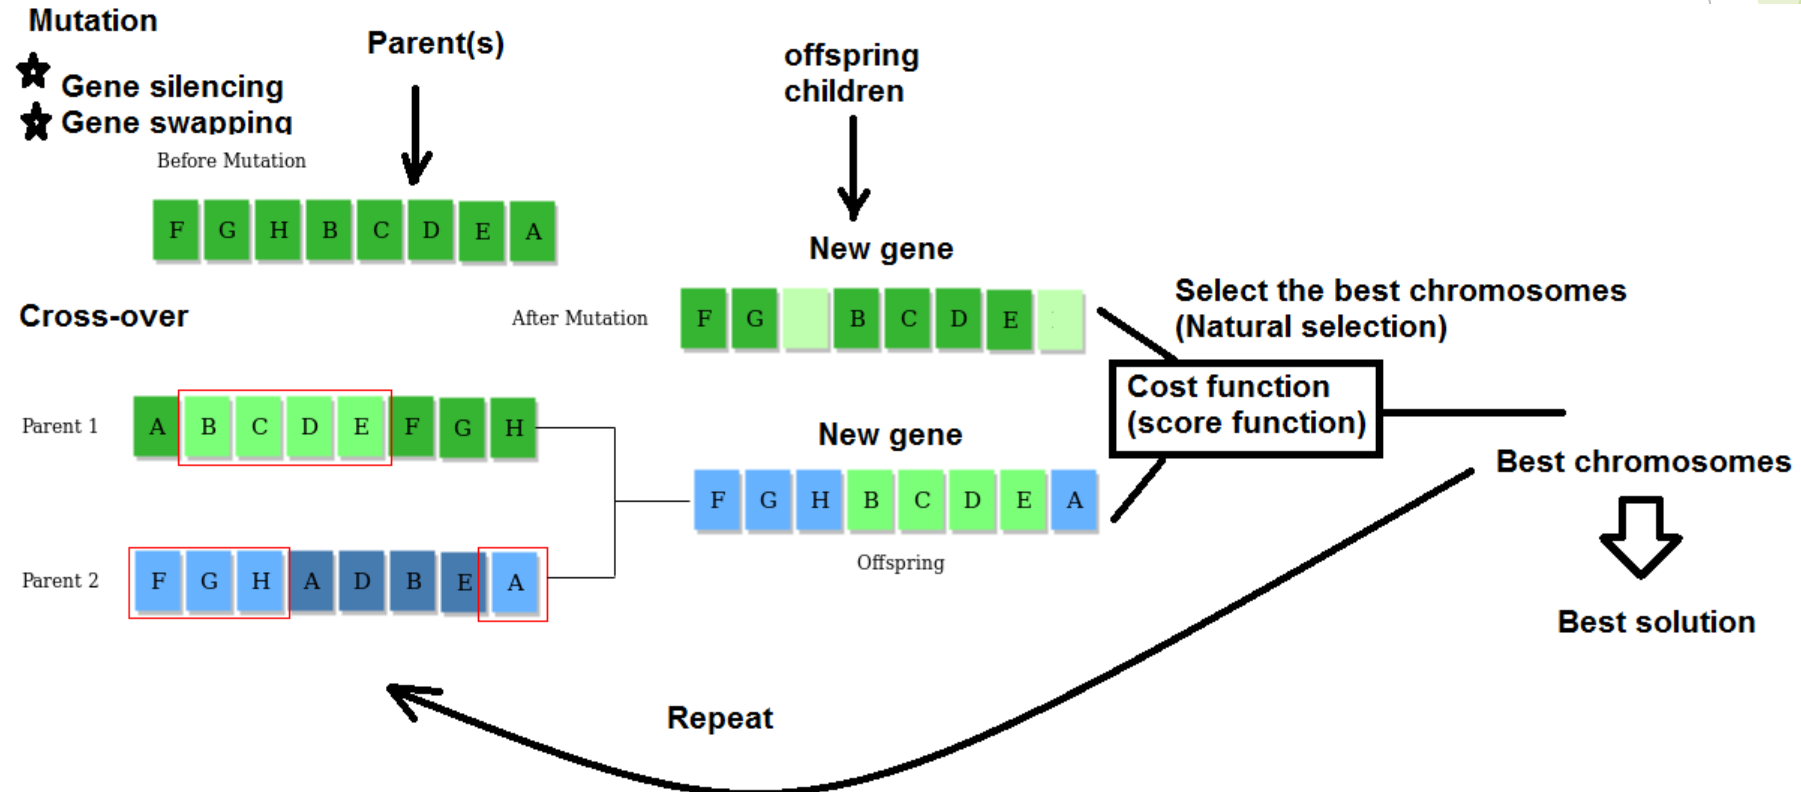 Mutation
Gene silencing
Gene swapping
Parent(s)
offspring
children
Before Mutation
F G H B C D E A
New gene
After Mutation
F G B C D E
Select the best chromosomes
(Natural selection)
Cross-over
Cost function
(score function)
Parent 1
A B C D E F G H
New gene
F G H B C D E A
Offspring
Best chromosomes
Parent 2
F G H A D B E A
Best solution
Repeat